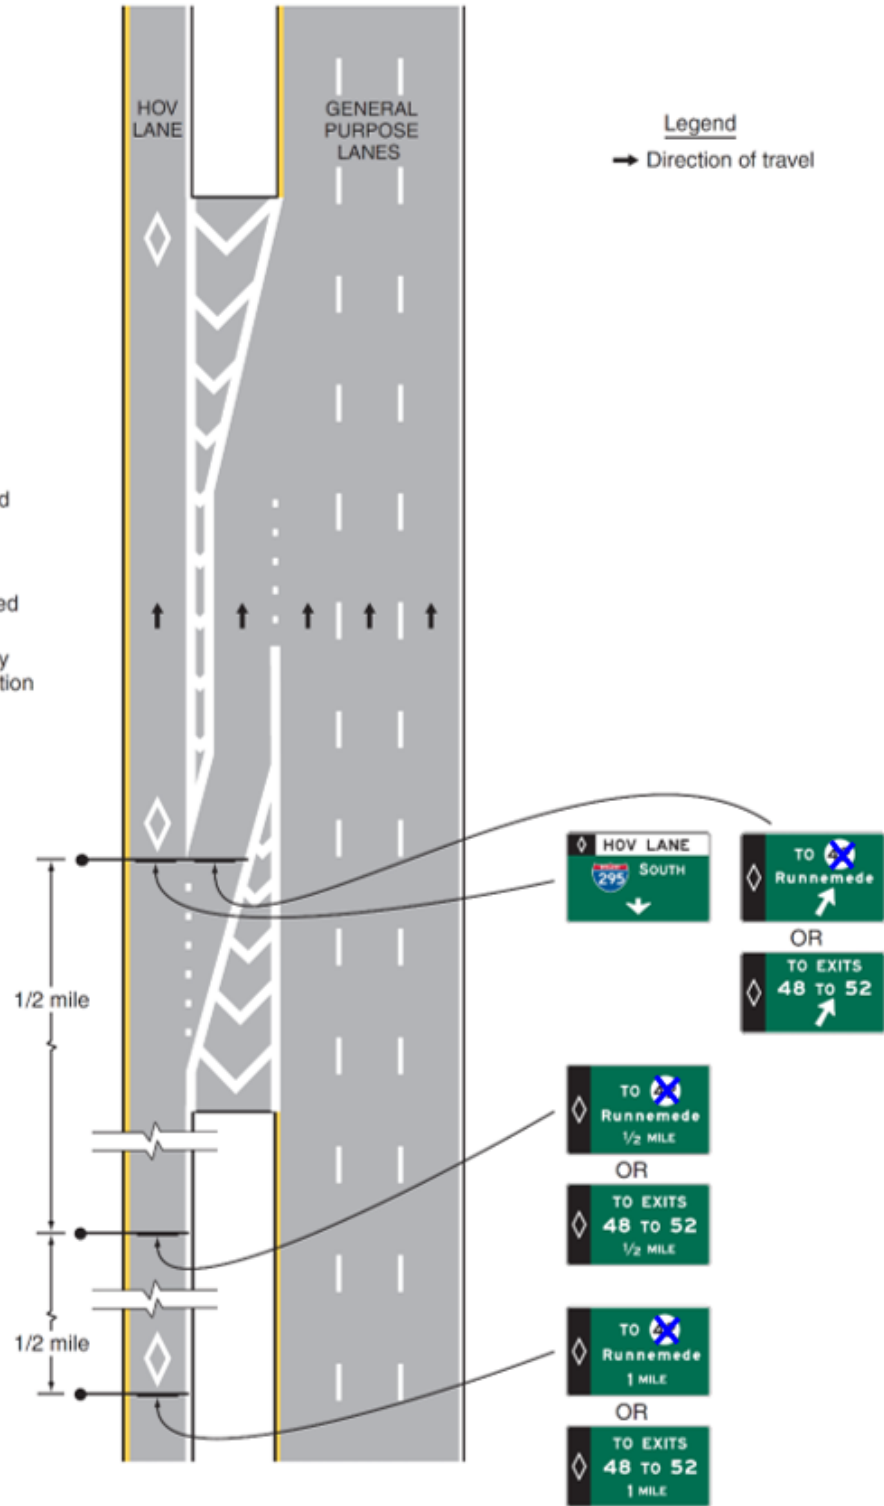 HOV
LANE
GENERAL
PURPOSE
LANES
Legend
Direction of travel
d
ed
y
tion
1/2 mile
1/2 mile
HOV LANE
295
SOUTH
TO
Runnemede
OR
TO EXITS
48 TO 52
TO
Runnemede
1/2 MILE
OR
TO EXITS
48 TO 52
1/2 MILE
TO
Runnemede
1 MILE
OR
TO EXITS
48 TO 52
1 MILE